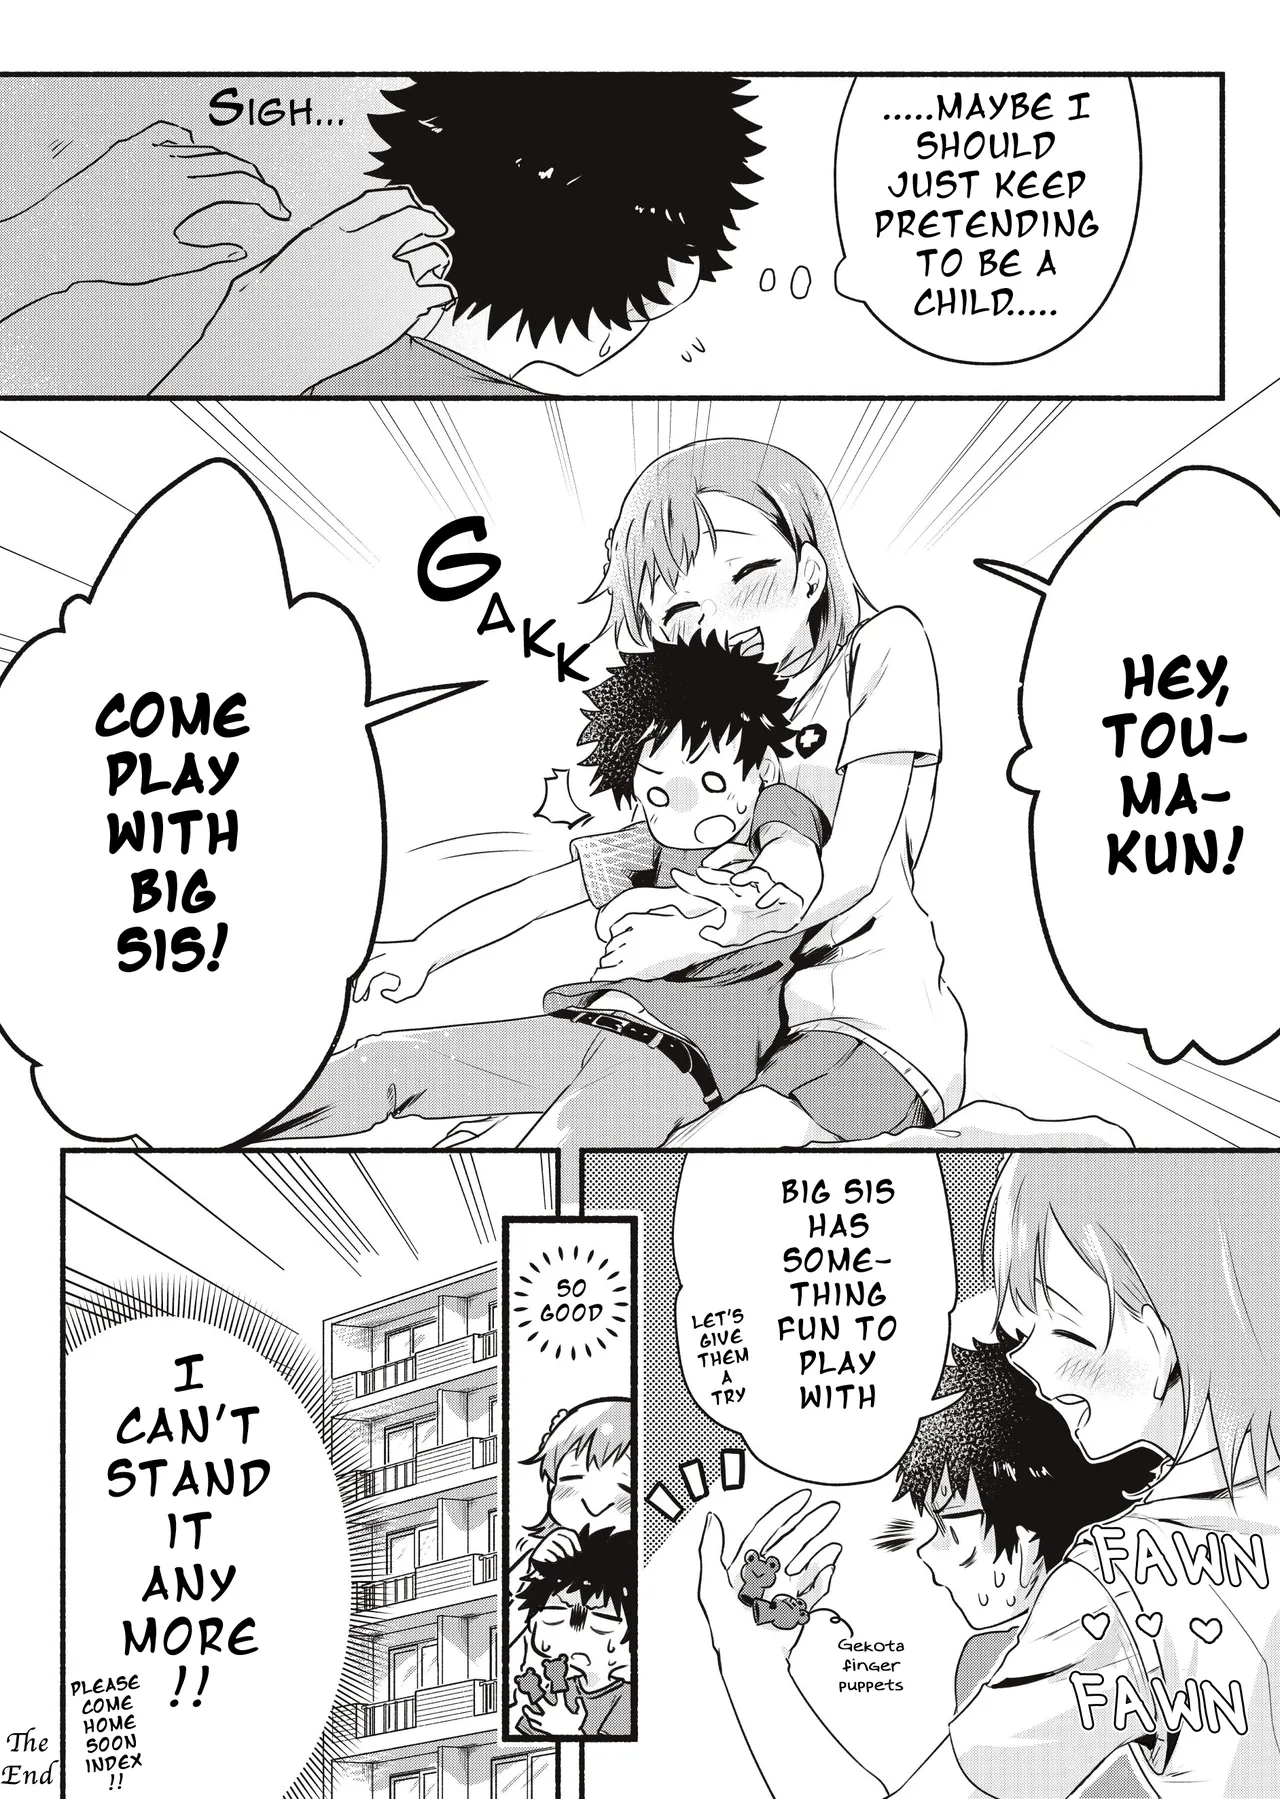 .....MAYBE I
SHOULD
JUST KEEP
PRETENDING
TO BE A
CHILD.....
SIGH...
HEY,
TOU-
MA-
KUN!
GAKK
COME
PLAY
WITH
BIG
SIS!
BIG SIS
HAS
SOME-
THING
FUN TO
PLAY
WITH
LET'S
GIVE
THEM
A
TRY
Gekota
finger
puppets
FAWN
FAWN
SO
GOOD
I
CAN'T
STAND
IT
ANY
MORE
!!
PLEASE
COME
HOME
SOON
INDEX
!!
The
End